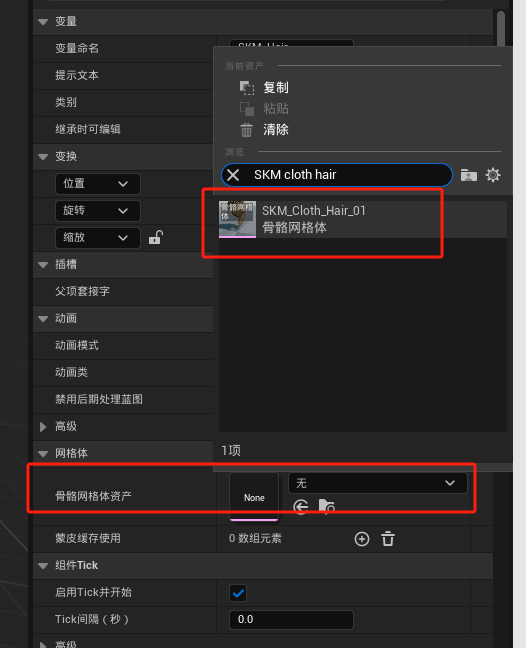 变量
变量命名
SKM_Hair
提示文本
类别
继承时可编辑
变换
位置
旋转
缩放
插槽
父项套接字
动画
动画模式
动画类
禁用后期处理蓝图
高级
网格体
骨骼网格体资产
None
无
蒙皮缓存使用
0 数组元素
组件Tick
启用Tick并开始
Tick间隔（秒）
0.0
高级
当前资产
复制
粘贴
清除
浏览
SKM cloth hair
骨骼网格体
SKM_Cloth_Hair_01
骨骼网格体
1项